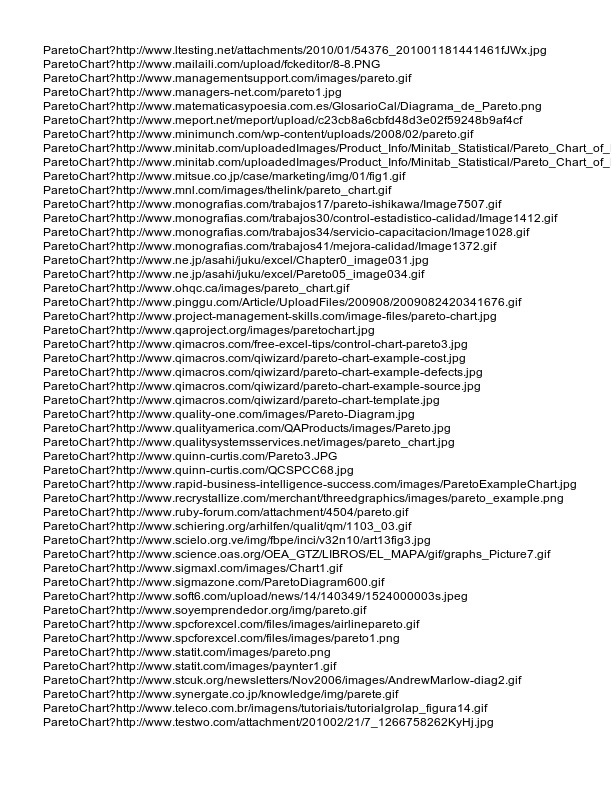 ParetoChart?http://www.ltesting.net/attachments/2010/01/54376_201001181441461fJWx.jpg
ParetoChart?http://www.mailaili.com/upload/fckeditor/8-8.PNG
ParetoChart?http://www.managementsupport.com/images/pareto.gif
ParetoChart?http://www.managers-net.com/pareto1.jpg
ParetoChart?http://www.matematicasypoesia.com.es/GlosarioCal/Diagrama_de_Pareto.png
ParetoChart?http://www.meport.net/meport/upload/c23cb8a6cbfd48d3e02f59248b9af4cf
ParetoChart?http://www.minimunch.com/wp-content/uploads/2008/02/pareto.gif
ParetoChart?http://www.minitab.com/uploadedImages/Product_Info/Minitab_Statistical/Pareto_Chart_of_
ParetoChart?http://www.minitab.com/uploadedImages/Product_Info/Minitab_Statistical/Pareto_Chart_of_
ParetoChart?http://www.mitsue.co.jp/case/marketing/img/01/fig1.gif
ParetoChart?http://www.mnl.com/images/thelink/pareto_chart.gif
ParetoChart?http://www.monografias.com/trabajos17/pareto-ishikawa/Image7507.gif
ParetoChart?http://www.monografias.com/trabajos30/control-estadistico-calidad/Image1412.gif
ParetoChart?http://www.monografias.com/trabajos34/servicio-capacitacion/Image1028.gif
ParetoChart?http://www.monografias.com/trabajos41/mejora-calidad/Image1372.gif
ParetoChart?http://www.ne.jp/asahi/juku/excel/Chapter0_image031.jpg
ParetoChart?http://www.ne.jp/asahi/juku/excel/Pareto05_image034.gif
ParetoChart?http://www.ohqc.ca/images/pareto_chart.gif
ParetoChart?http://www.pinggu.com/Article/UploadFiles/200908/2009082420341676.gif
ParetoChart?http://www.project-management-skills.com/image-files/pareto-chart.jpg
ParetoChart?http://www.qaproject.org/images/paretochart.jpg
ParetoChart?http://www.qimacros.com/free-excel-tips/control-chart-pareto3.jpg
ParetoChart?http://www.qimacros.com/qiwizard/pareto-chart-example-cost.jpg
ParetoChart?http://www.qimacros.com/qiwizard/pareto-chart-example-defects.jpg
ParetoChart?http://www.qimacros.com/qiwizard/pareto-chart-example-source.jpg
ParetoChart?http://www.qimacros.com/qiwizard/pareto-chart-template.jpg
ParetoChart?http://www.quality-one.com/images/Pareto-Diagram.jpg
ParetoChart?http://www.qualityamerica.com/QAProducts/images/Pareto.jpg
ParetoChart?http://www.qualitysystemsservices.net/images/pareto_chart.jpg
ParetoChart?http://www.quinn-curtis.com/Pareto3.JPG
ParetoChart?http://www.quinn-curtis.com/QCSPCC68.jpg
ParetoChart?http://www.rapid-business-intelligence-success.com/images/ParetoExampleChart.jpg
ParetoChart?http://www.recrystallize.com/merchant/threedgraphics/images/pareto_example.png
ParetoChart?http://www.ruby-forum.com/attachment/4504/pareto.gif
ParetoChart?http://www.schiering.org/arhilfen/qualit/qm/1103_03.gif
ParetoChart?http://www.scielo.org.ve/img/fbpe/inci/v32n10/art13fig3.jpg
ParetoChart?http://www.science.oas.org/OEA_GTZ/LIBROS/EL_MAPA/gif/graphs_Picture7.gif
ParetoChart?http://www.sigmaxl.com/images/Chart1.gif
ParetoChart?http://www.sigmazone.com/ParetoDiagram600.gif
ParetoChart?http://www.soft6.com/upload/news/14/140349/1524000003s.jpeg
ParetoChart?http://www.soyemprendedor.org/img/pareto.gif
ParetoChart?http://www.spcforexcel.com/files/images/airlinepareto.gif
ParetoChart?http://www.spcforexcel.com/files/images/pareto1.png
ParetoChart?http://www.statit.com/images/pareto.png
ParetoChart?http://www.statit.com/images/paynter1.gif
ParetoChart?http://www.stcuk.org/newsletters/Nov2006/images/AndrewMarlow-diag2.gif
ParetoChart?http://www.synergate.co.jp/knowledge/img/parete.gif
ParetoChart?http://www.teleco.com.br/imagens/tutoriais/tutorialgrolap_figura14.gif
ParetoChart?http://www.testwo.com/attachment/201002/21/7_1266758262KyHj.jpg